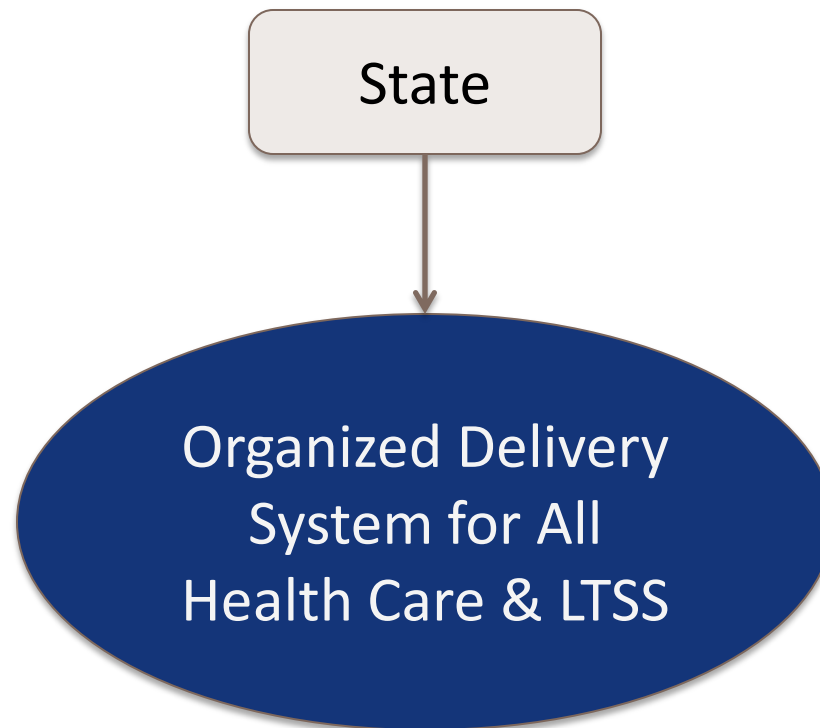 State
Organized Delivery
System for All
Health Care & LTSS